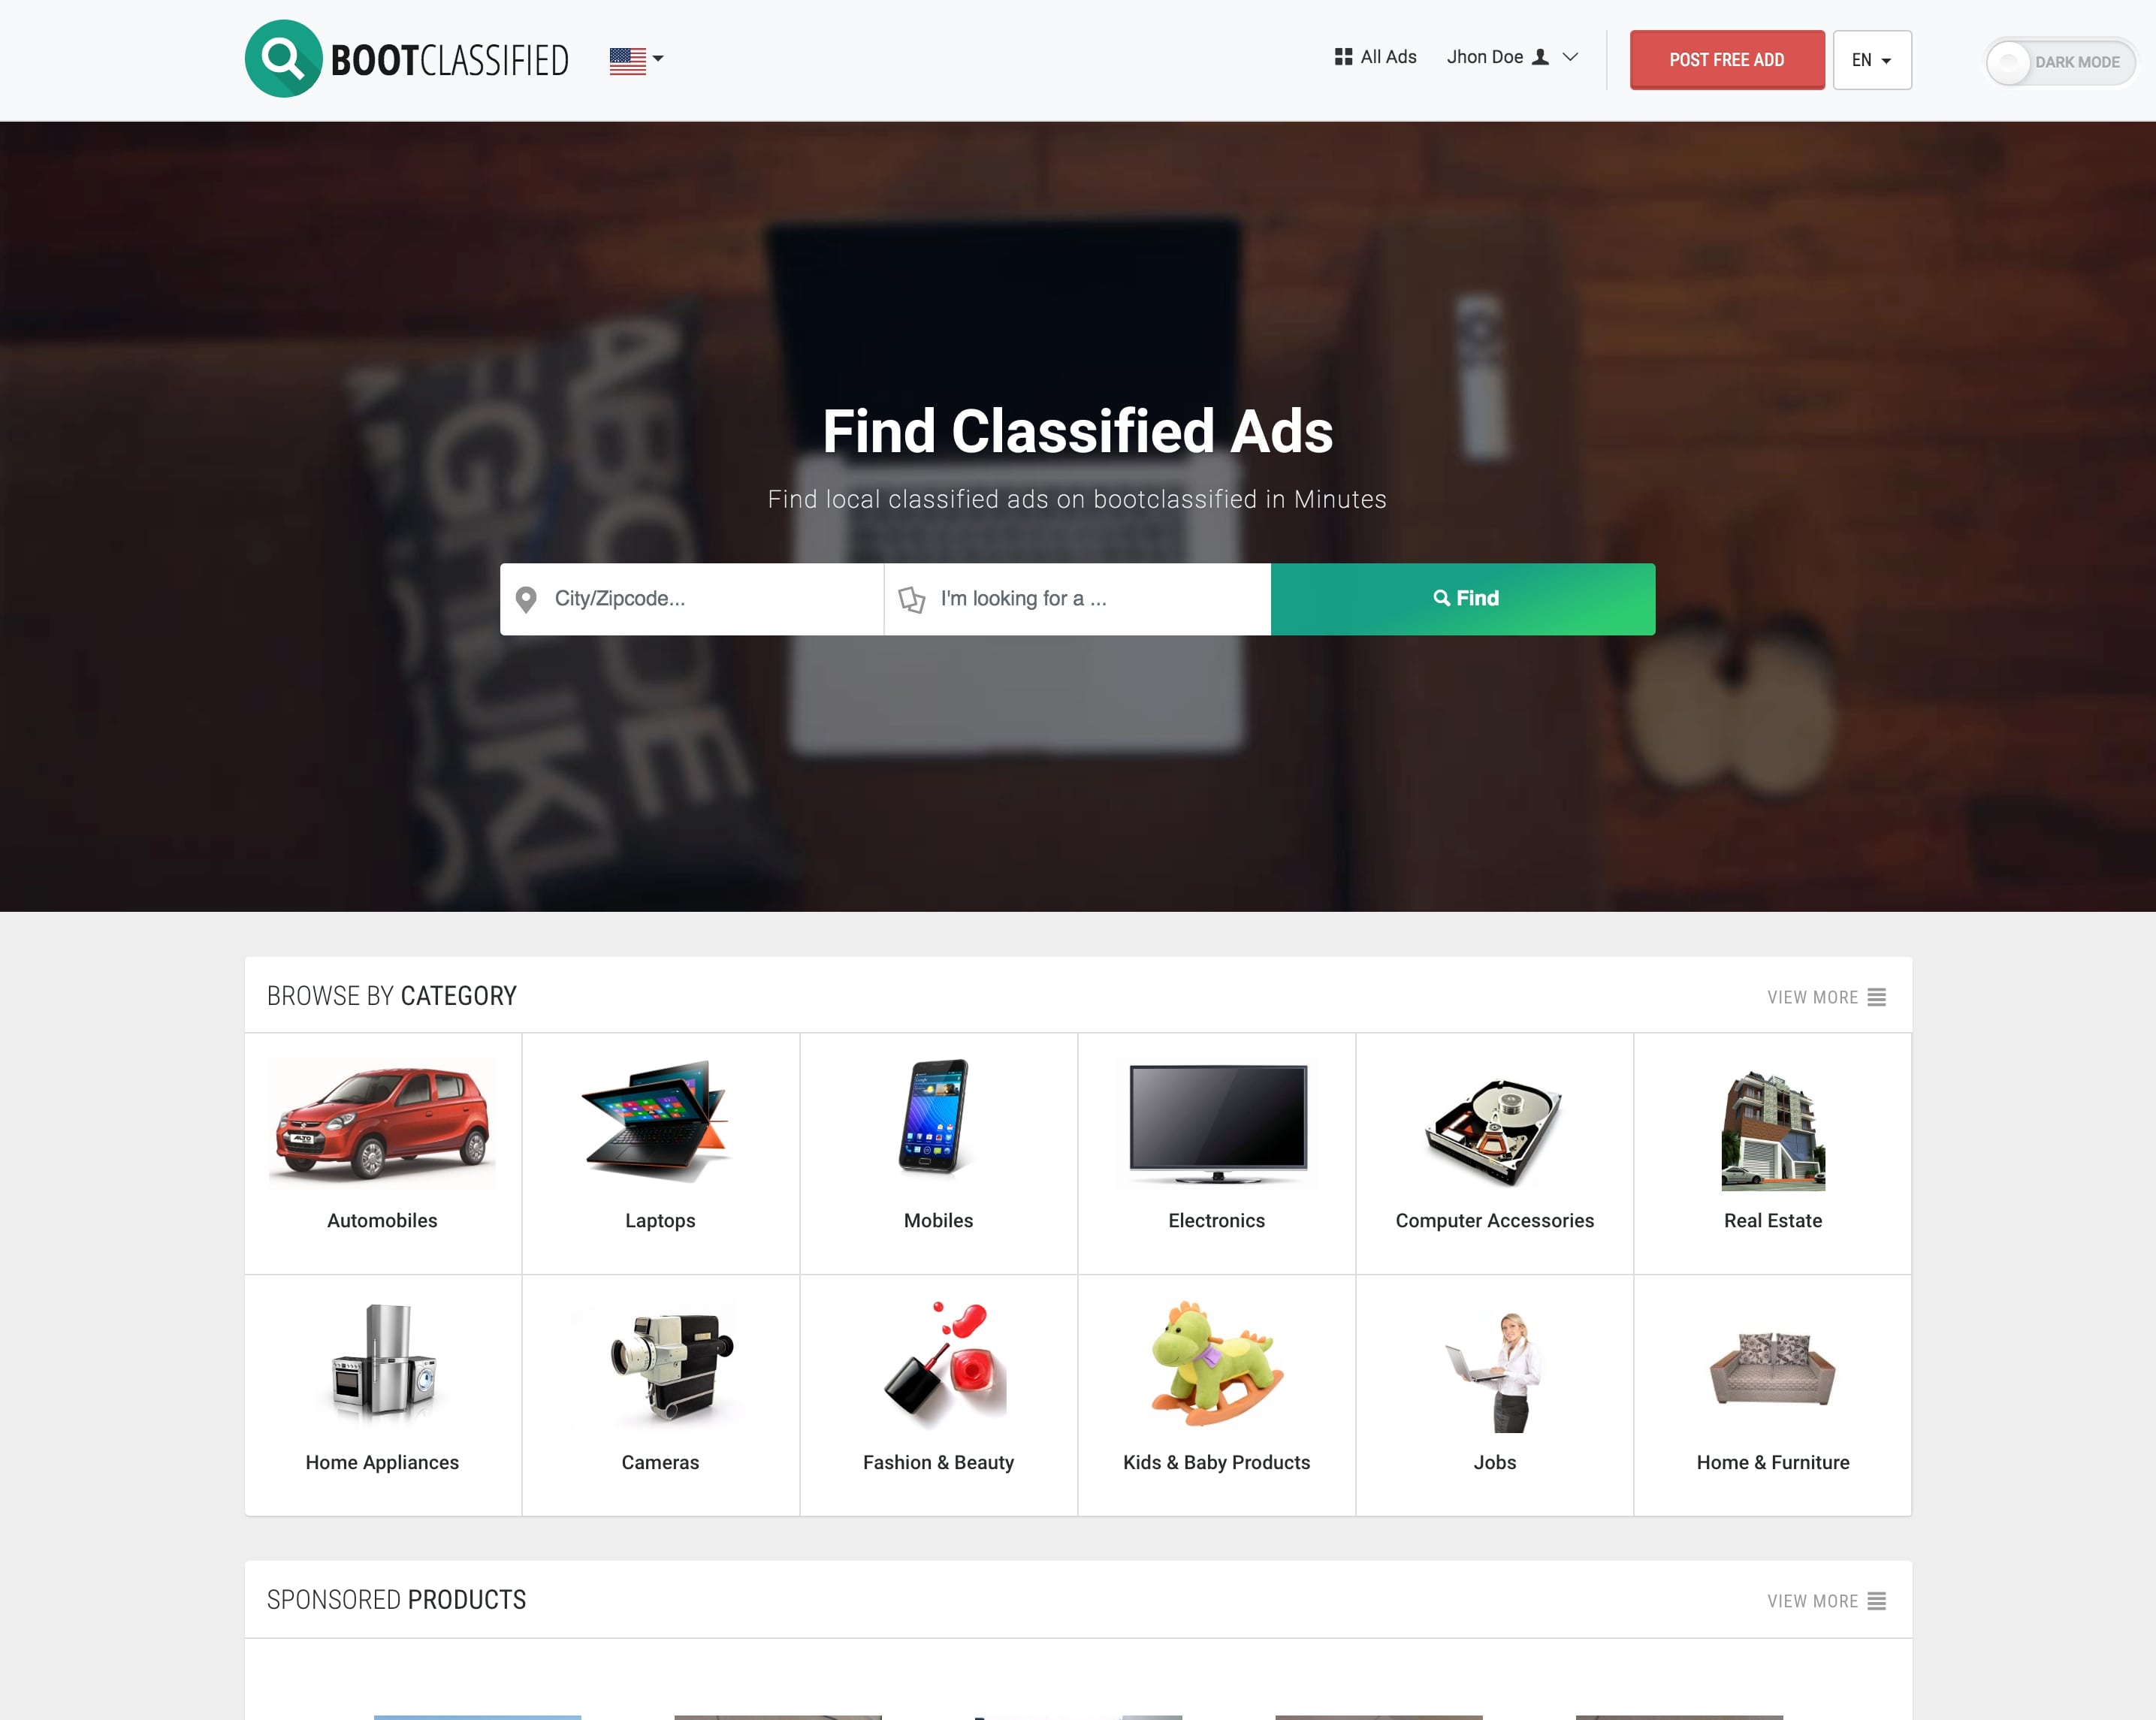 BOOTCLASSIFIED
All Ads
Jhon Doe
POST FREE ADD
EN
DARK MODE
Find Classified Ads
Find local classified ads on bootclassified in Minutes
City/Zipcode...
I'm looking for a ...
Find
BROWSE BY CATEGORY
VIEW MORE
Automobiles
Laptops
Mobiles
Electronics
Computer Accessories
Real Estate
Home Appliances
Cameras
Fashion & Beauty
Kids & Baby Products
Jobs
Home & Furniture
SPONSORED PRODUCTS
VIEW MORE